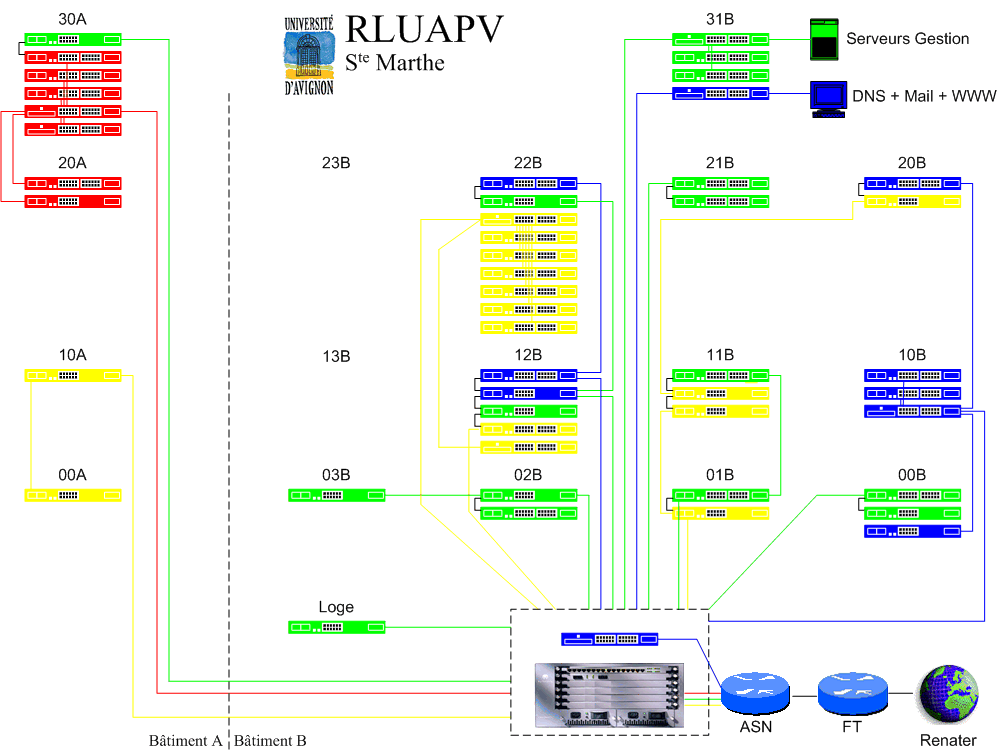 30A
UNIVERSITÉ
D'AVIGNON
RLUAPV
Ste Marthe
31B
Serveurs Gestion
DNS + Mail + WWW
20A
23B
22B
21B
20B
10A
13B
12B
11B
10B
00A
03B
02B
01B
00B
Loge
ASN
FT
Renater
Bâtiment A
Bâtiment B